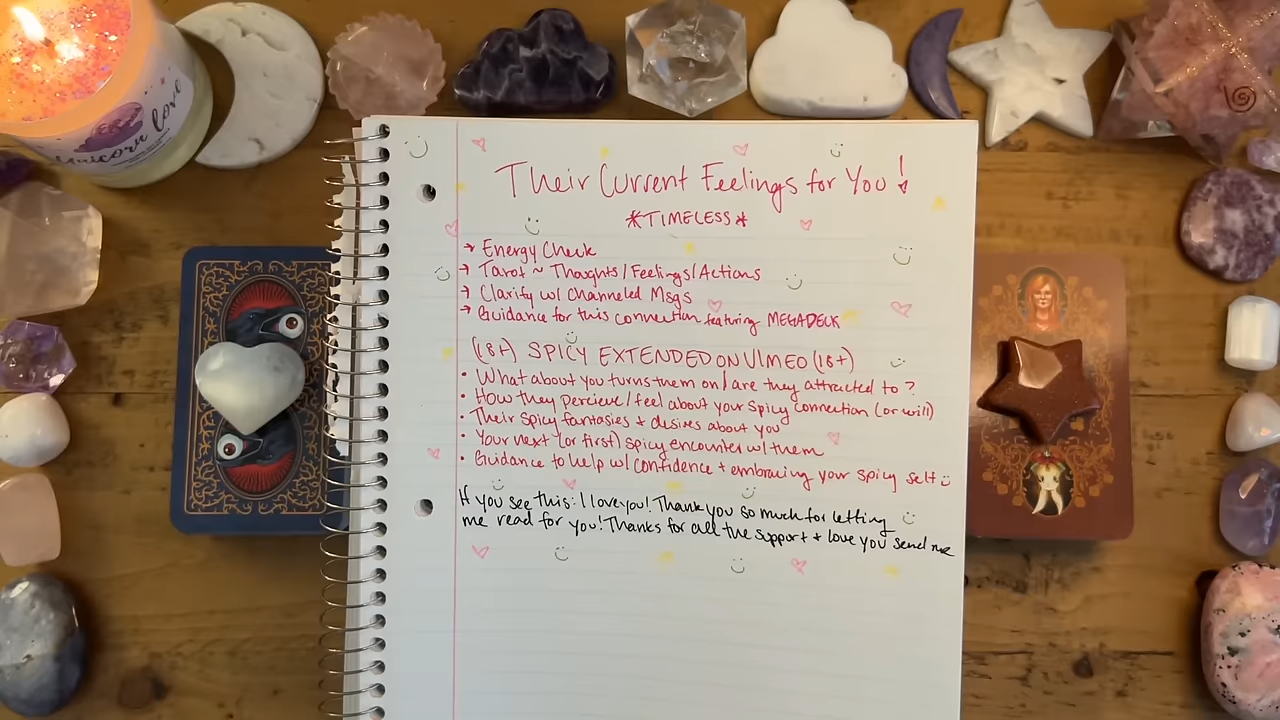 unicorn love
Their Current Feelings for You!
*TIMELESS*
→ Energy Check
→ Tarot ~ Thoughts/Feelings/Actions
→ Clarify w/ Channeled Msgs
→ Guidance for this connection featuring MEGADECK
(18+) SPICY EXTENDED ON VIMEO (18+)
• What about you turns them on/are they attracted to?
• How they percieve/feel about your spicy connection (or will)
• Their spicy fantasies + desires about you
• Your next (or first) spicy encounter w/ them
• Guidance to help w/ confidence + embracing your spicy self
If you see this: I love you! Thank you so much for letting
me read for you! Thanks for all the support + love you send me